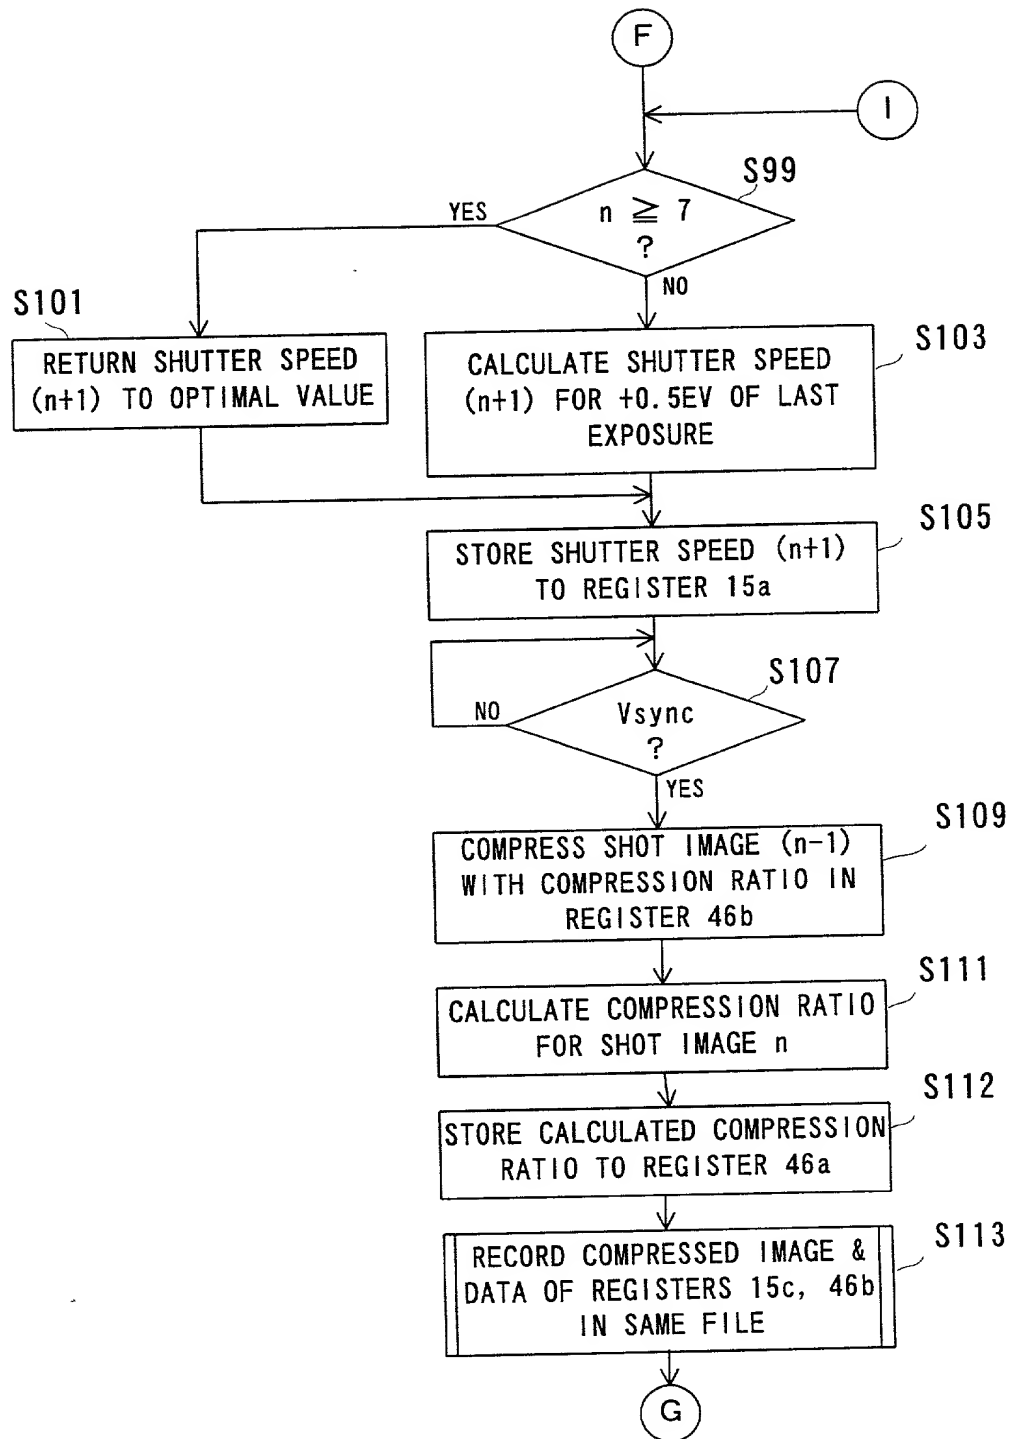 F
I
S99
YES
n ≧ 7
?
NO
S101
RETURN SHUTTER SPEED
(n+1) TO OPTIMAL VALUE
S103
CALCULATE SHUTTER SPEED
(n+1) FOR +0.5EV OF LAST
EXPOSURE
S105
STORE SHUTTER SPEED (n+1)
TO REGISTER 15a
S107
NO
Vsync
?
YES
S109
COMPRESS SHOT IMAGE (n-1)
WITH COMPRESSION RATIO IN
REGISTER 46b
S111
CALCULATE COMPRESSION RATIO
FOR SHOT IMAGE n
S112
STORE CALCULATED COMPRESSION
RATIO TO REGISTER 46a
S113
RECORD COMPRESSED IMAGE &
DATA OF REGISTERS 15c, 46b
IN SAME FILE
G